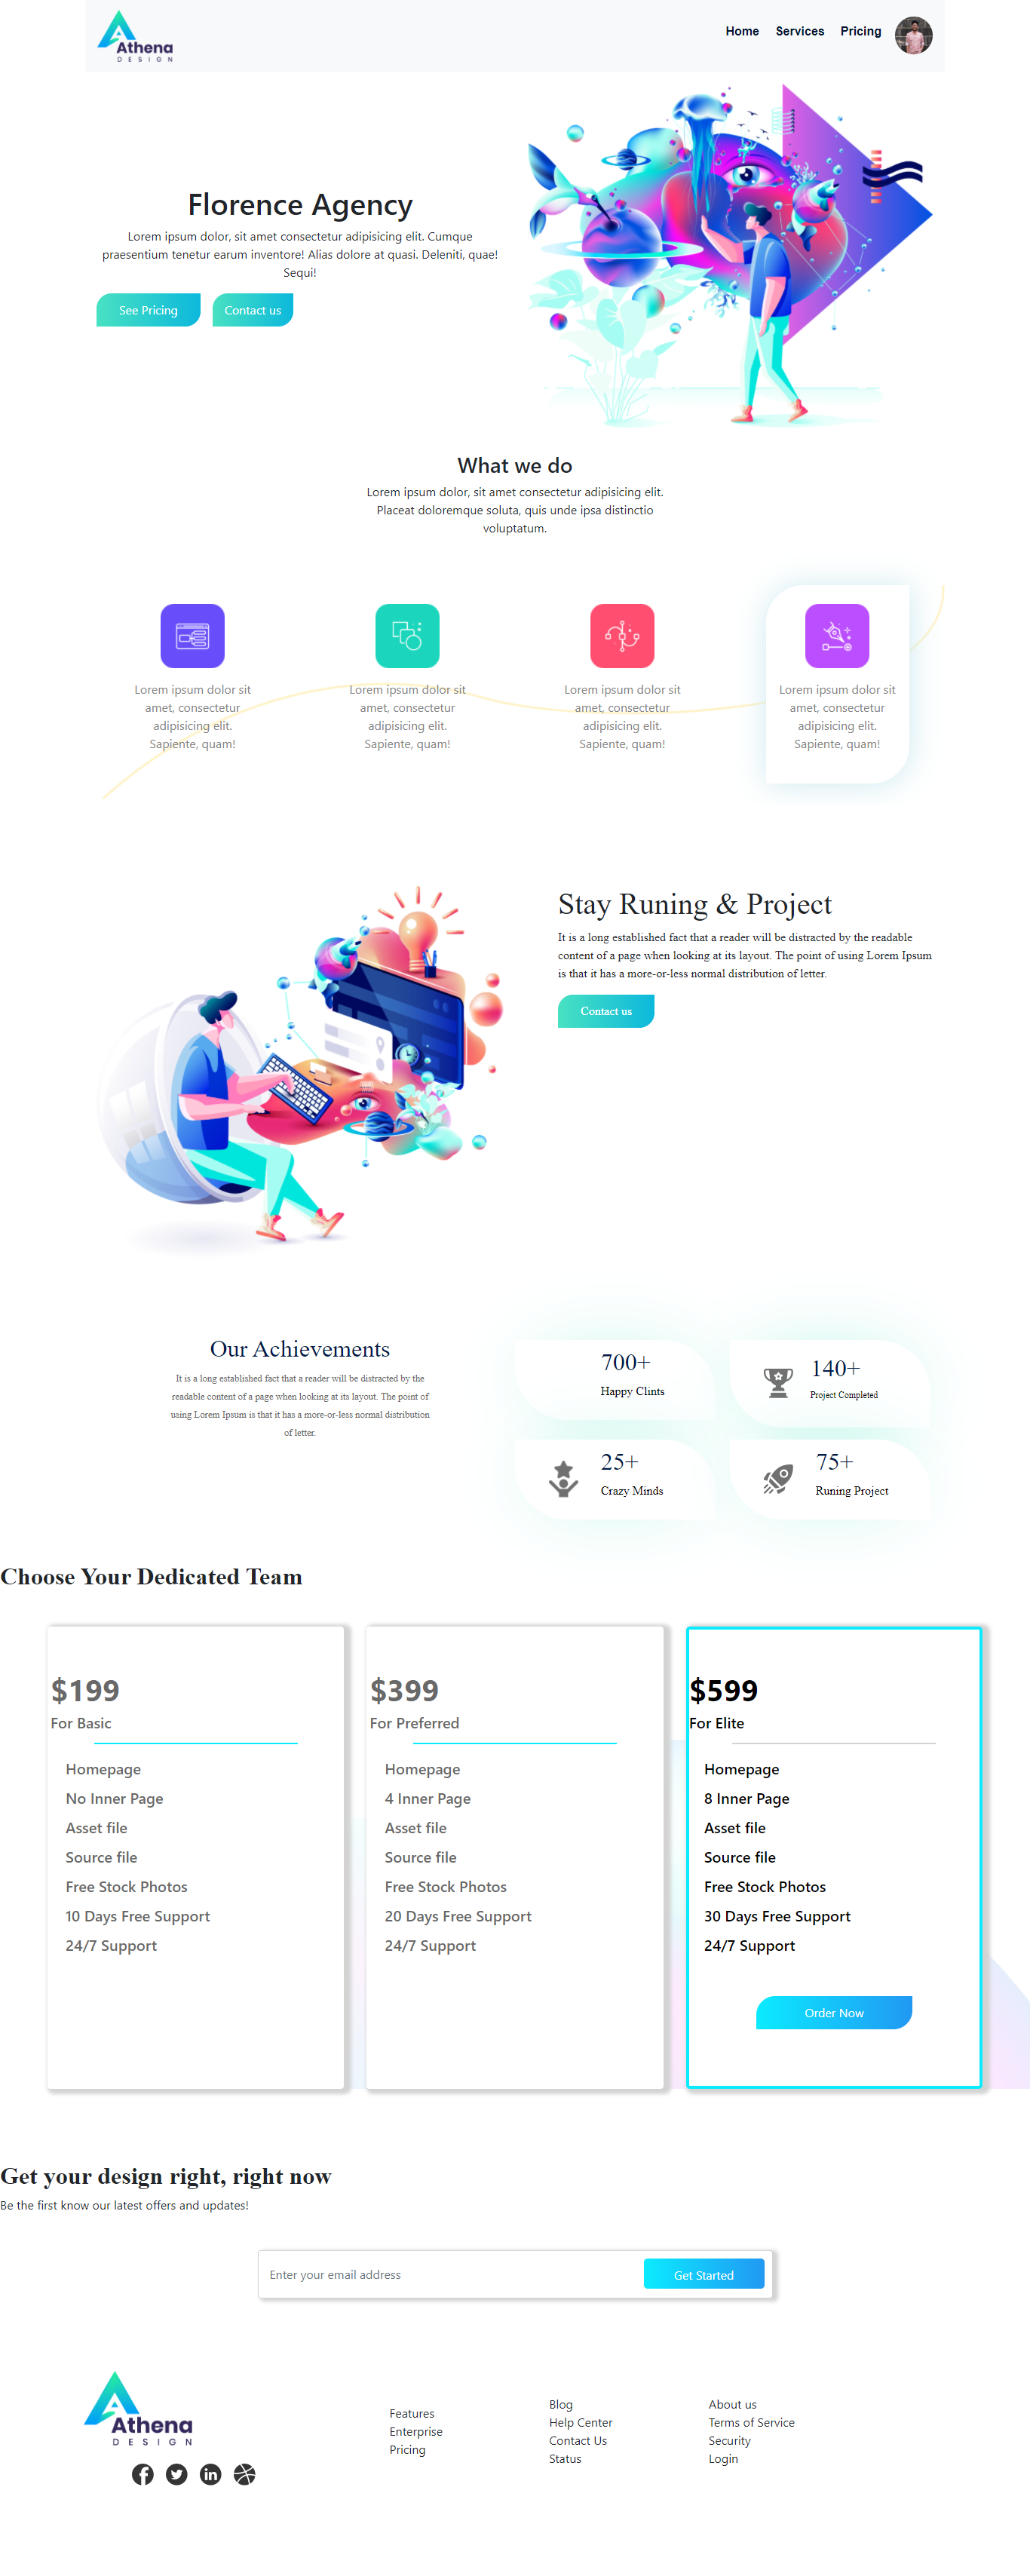 Athena
DESIGN
Home Services Pricing
Florence Agency
Lorem ipsum dolor, sit amet consectetur adipisicing elit. Cumque
praesentium tenetur earum inventore! Alias dolore at quasi. Deleniti, quae!
Sequi!
See Pricing Contact us
What we do
Lorem ipsum dolor, sit amet consectetur adipisicing elit.
Placeat doloremque soluta, quis unde ipsa distinctio
voluptatum.
Lorem ipsum dolor sit
amet, consectetur
adipisicing elit.
Sapiente, quam!
Lorem ipsum dolor sit
amet, consectetur
adipisicing elit.
Sapiente, quam!
Lorem ipsum dolor sit
amet, consectetur
adipisicing elit.
Sapiente, quam!
Lorem ipsum dolor sit
amet, consectetur
adipisicing elit.
Sapiente, quam!
Stay Runing & Project
It is a long established fact that a reader will be distracted by the readable
content of a page when looking at its layout. The point of using Lorem Ipsum
is that it has a more-or-less normal distribution of letter.
Contact us
Our Achievements
It is a long established fact that a reader will be distracted by the
readable content of a page when looking at its layout. The point of
using Lorem Ipsum is that it has a more-or-less normal distribution
of letter.
700+
Happy Clints
140+
Project Completed
25+
Crazy Minds
75+
Runing Project
Choose Your Dedicated Team
$199
For Basic
Homepage
No Inner Page
Asset file
Source file
Free Stock Photos
10 Days Free Support
24/7 Support
$399
For Preferred
Homepage
4 Inner Page
Asset file
Source file
Free Stock Photos
20 Days Free Support
24/7 Support
$599
For Elite
Homepage
8 Inner Page
Asset file
Source file
Free Stock Photos
30 Days Free Support
24/7 Support
Order Now
Get your design right, right now
Be the first know our latest offers and updates!
Enter your email address
Get Started
Athena
DESIGN
Features
Enterprise
Pricing
Blog
Help Center
Contact Us
Status
About us
Terms of Service
Security
Login